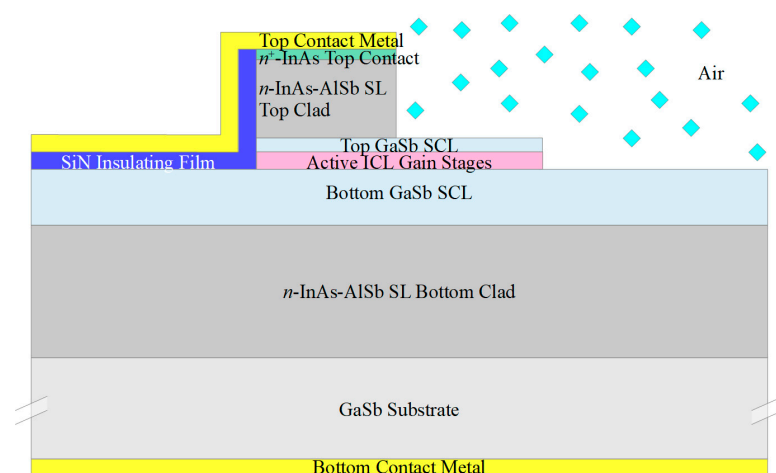 Top Contact Metal
n⁺-InAs Top Contact
n-InAs-AlSb SL
Top Clad
Air
Top GaSb SCL
SiN Insulating Film
Active ICL Gain Stages
Bottom GaSb SCL
n-InAs-AlSb SL Bottom Clad
GaSb Substrate
Bottom Contact Metal